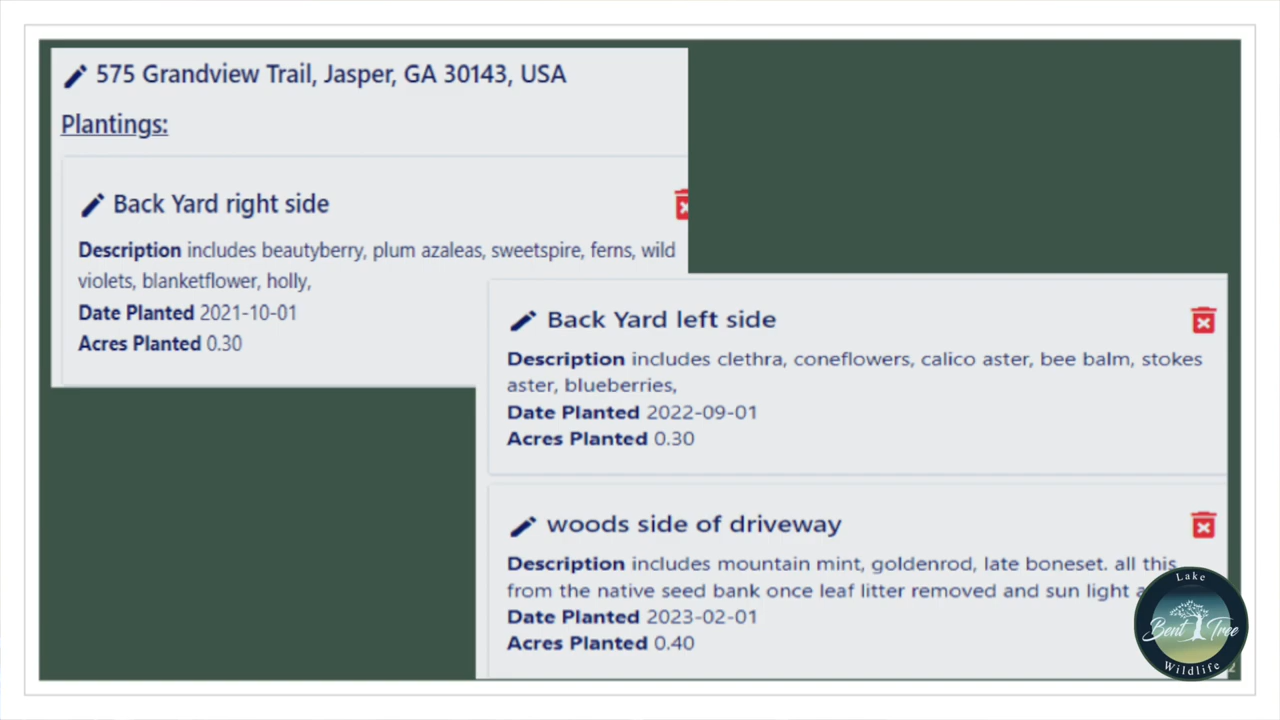 575 Grandview Trail, Jasper, GA 30143, USA
Plantings:
Back Yard right side
Description includes beautyberry, plum azaleas, sweetspire, ferns, wild
violets, blanketflower, holly,
Date Planted 2021-10-01
Acres Planted 0.30
Back Yard left side
Description includes clethra, coneflowers, calico aster, bee balm, stokes
aster, blueberries,
Date Planted 2022-09-01
Acres Planted 0.30
woods side of driveway
Description includes mountain mint, goldenrod, late boneset. all this
from the native seed bank once leaf litter removed and sun light
Date Planted 2023-02-01
Acres Planted 0.40
Lake
Bent Tree
Wildlife